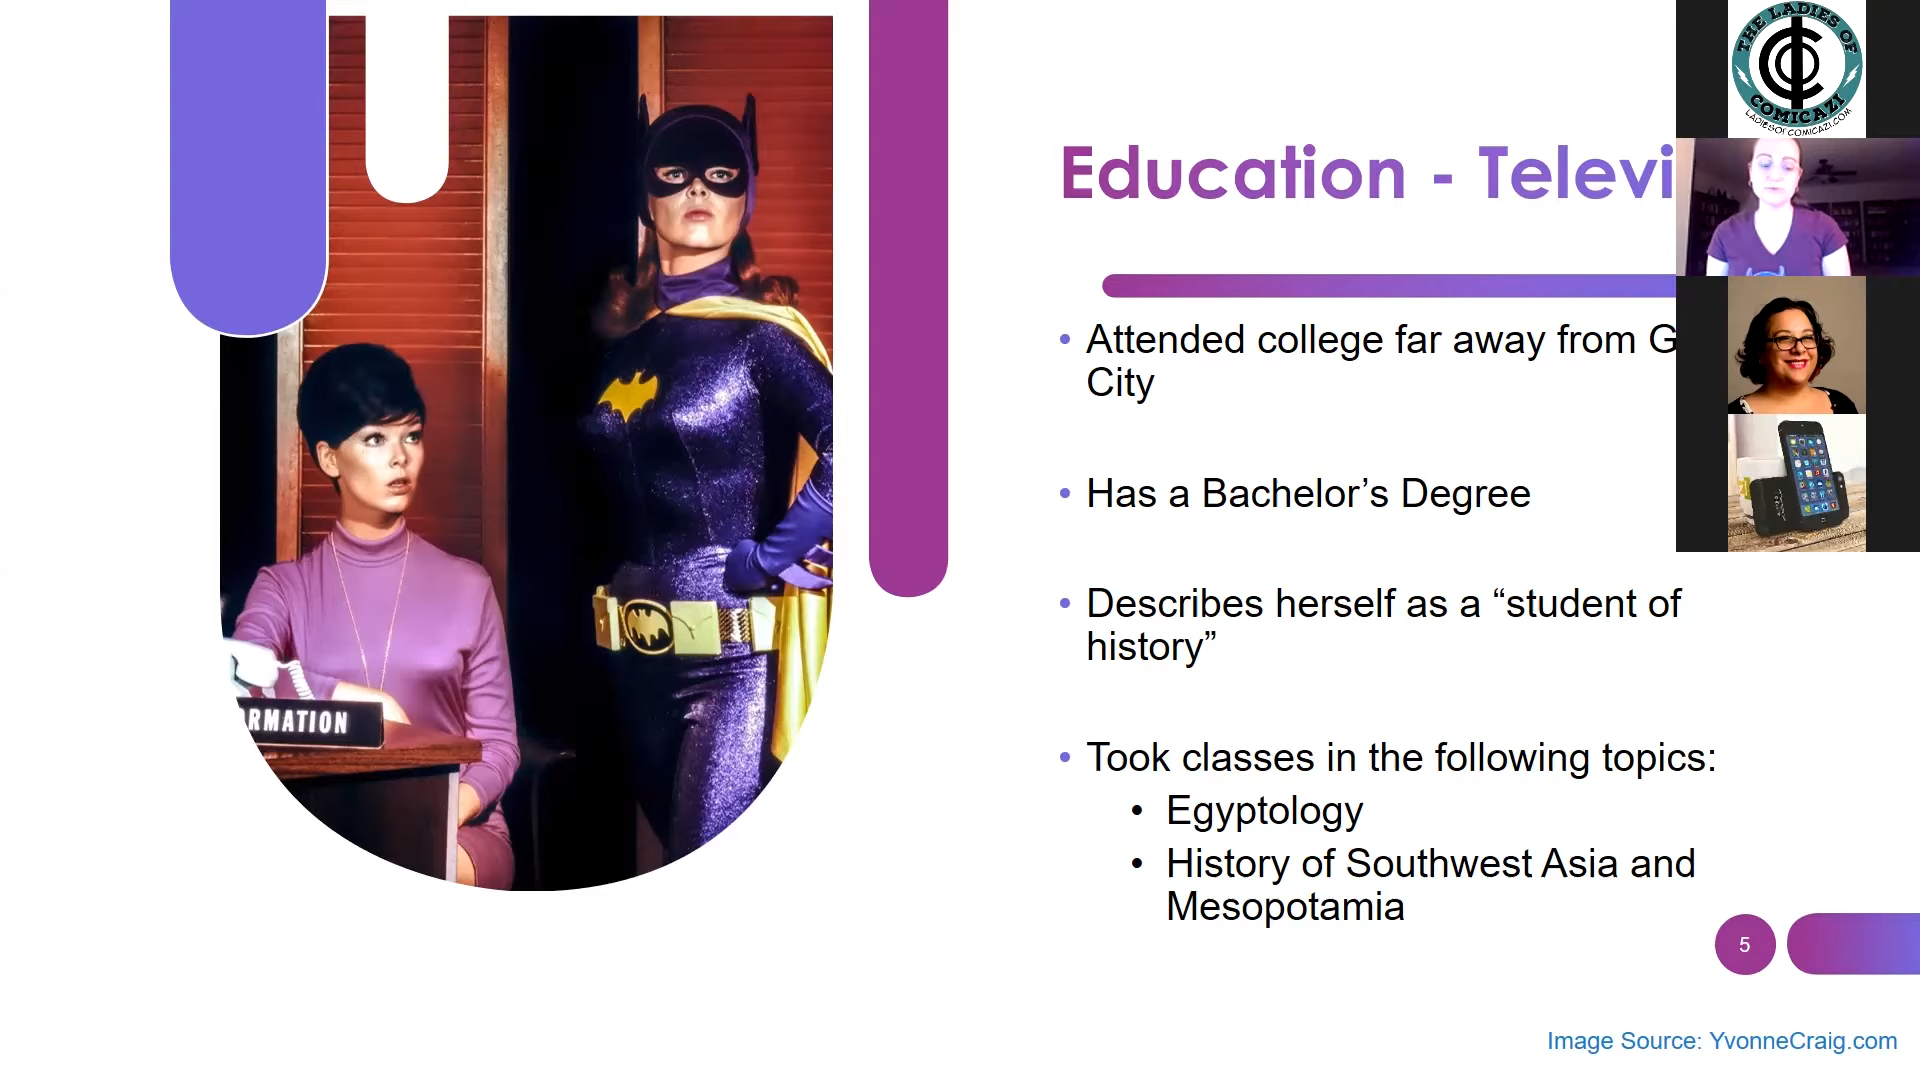 Education - Televi
Attended college far away from G
City
Has a Bachelor’s Degree
Describes herself as a “student of
history”
Took classes in the following topics:
Egyptology
History of Southwest Asia and
Mesopotamia
5
Image Source: YvonneCraig.com
RMATION
THE LADIES OF
COMICAZI
LADIESOFCOMICAZI.COM